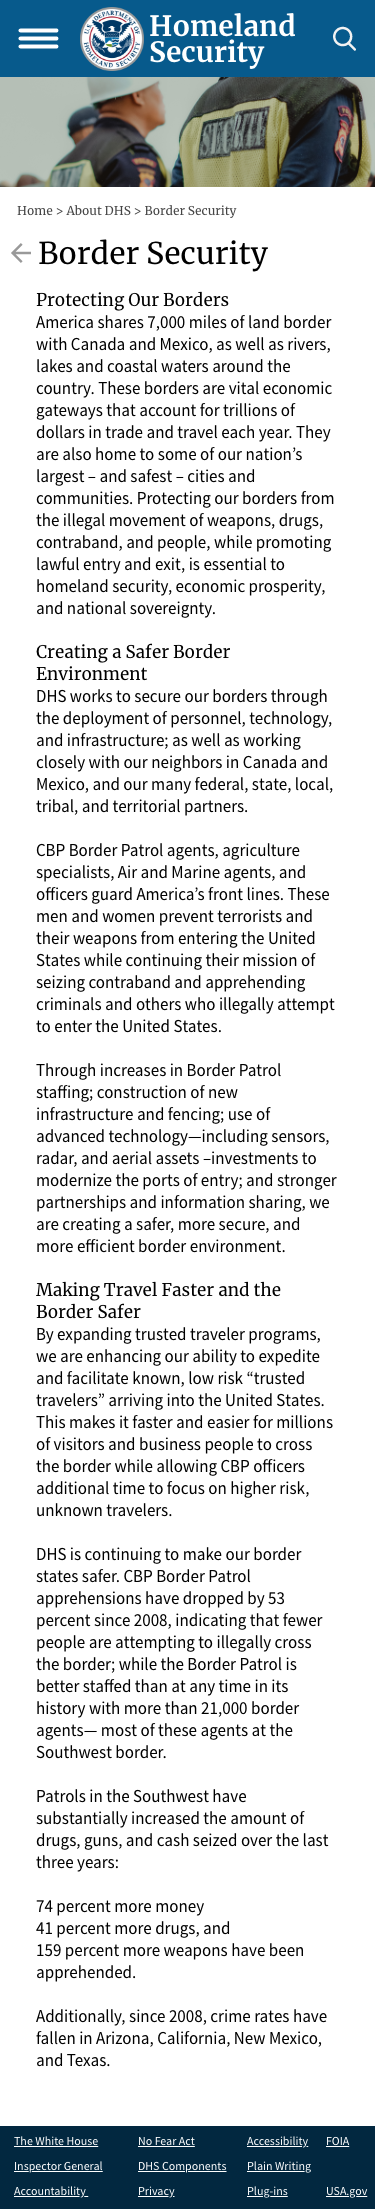 Homeland
Security
U.S. DEPARTMENT OF
HOMELAND SECURITY
Home > About DHS > Border Security
Border Security
Protecting Our Borders
America shares 7,000 miles of land border
with Canada and Mexico, as well as rivers,
lakes and coastal waters around the
country. These borders are vital economic
gateways that account for trillions of
dollars in trade and travel each year. They
are also home to some of our nation’s
largest – and safest – cities and
communities. Protecting our borders from
the illegal movement of weapons, drugs,
contraband, and people, while promoting
lawful entry and exit, is essential to
homeland security, economic prosperity,
and national sovereignty.
Creating a Safer Border
Environment
DHS works to secure our borders through
the deployment of personnel, technology,
and infrastructure; as well as working
closely with our neighbors in Canada and
Mexico, and our many federal, state, local,
tribal, and territorial partners.
CBP Border Patrol agents, agriculture
specialists, Air and Marine agents, and
officers guard America’s front lines. These
men and women prevent terrorists and
their weapons from entering the United
States while continuing their mission of
seizing contraband and apprehending
criminals and others who illegally attempt
to enter the United States.
Through increases in Border Patrol
staffing; construction of new
infrastructure and fencing; use of
advanced technology—including sensors,
radar, and aerial assets –investments to
modernize the ports of entry; and stronger
partnerships and information sharing, we
are creating a safer, more secure, and
more efficient border environment.
Making Travel Faster and the
Border Safer
By expanding trusted traveler programs,
we are enhancing our ability to expedite
and facilitate known, low risk “trusted
travelers” arriving into the United States.
This makes it faster and easier for millions
of visitors and business people to cross
the border while allowing CBP officers
additional time to focus on higher risk,
unknown travelers.
DHS is continuing to make our border
states safer. CBP Border Patrol
apprehensions have dropped by 53
percent since 2008, indicating that fewer
people are attempting to illegally cross
the border; while the Border Patrol is
better staffed than at any time in its
history with more than 21,000 border
agents— most of these agents at the
Southwest border.
Patrols in the Southwest have
substantially increased the amount of
drugs, guns, and cash seized over the last
three years:
74 percent more money
41 percent more drugs, and
159 percent more weapons have been
apprehended.
Additionally, since 2008, crime rates have
fallen in Arizona, California, New Mexico,
and Texas.
The White House No Fear Act Accessibility FOIA
Inspector General DHS Components Plain Writing
Accountability Privacy Plug-ins USA.gov